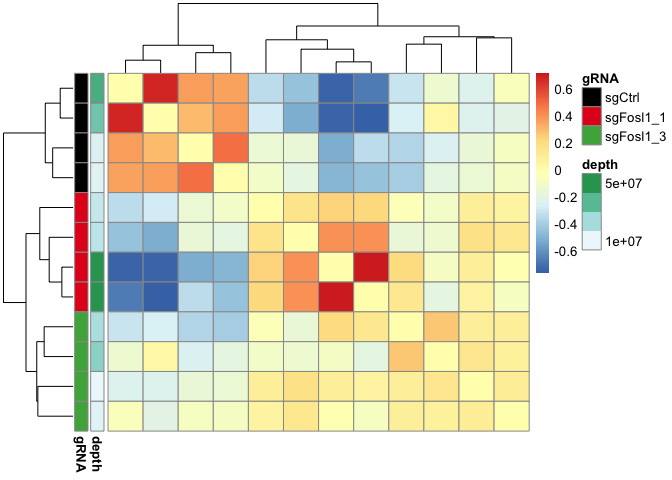 gRNA
sgCtrl
sgFosl1_1
sgFosl1_3
depth
5e+07
1e+07
0.6
0.4
0.2
0
-0.2
-0.4
-0.6
gRNA
depth